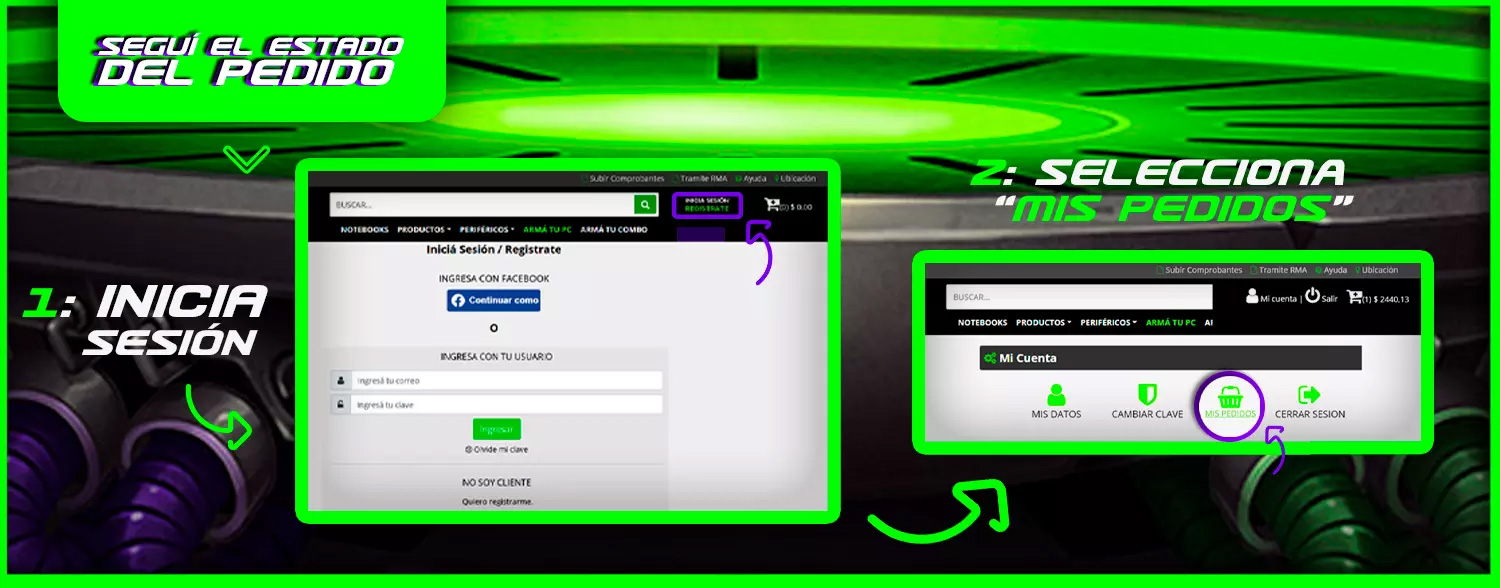 SEGUÍ EL ESTADO
DEL PEDIDO
1: INICIA
SESIÓN
Subir Comprobantes Tramite RMA Ayuda Ubicación
BUSCAR...
INICIA SESIÓN
REGISTRATE
(0) $ 0,00
NOTEBOOKS PRODUCTOS PERIFÉRICOS ARMÁ TU PC ARMÁ TU COMBO
Iniciá Sesión / Registrate
INGRESA CON FACEBOOK
Continuar como
O
INGRESA CON TU USUARIO
Ingresá tu correo
Ingresá tu clave
Ingresar
Olvide mi clave
NO SOY CLIENTE
Quiero registrarme.
2: SELECCIONA
"MIS PEDIDOS"
Subir Comprobantes Tramite RMA Ayuda Ubicación
BUSCAR...
Mi cuenta | Salir (1) $ 2440,13
NOTEBOOKS PRODUCTOS PERIFÉRICOS ARMÁ TU PC
Mi Cuenta
MIS DATOS CAMBIAR CLAVE MIS PEDIDOS CERRAR SESION